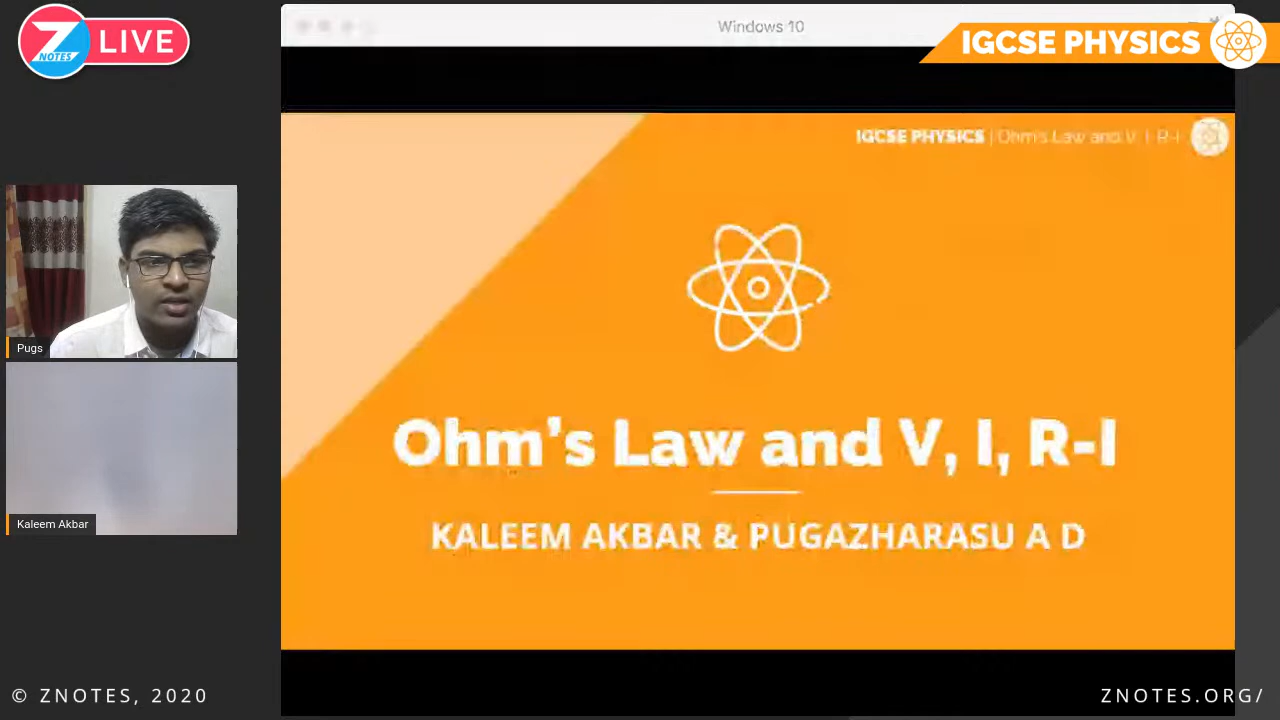 Z NOTES LIVE
Windows 10
IGCSE PHYSICS
IGCSE PHYSICS | Ohm's Law and V, I, R-I
Pugs
Kaleem Akbar
Ohm's Law and V, I, R-I
KALEEM AKBAR & PUGAZHARASU A D
© ZNOTES, 2020
ZNOTES.ORG/